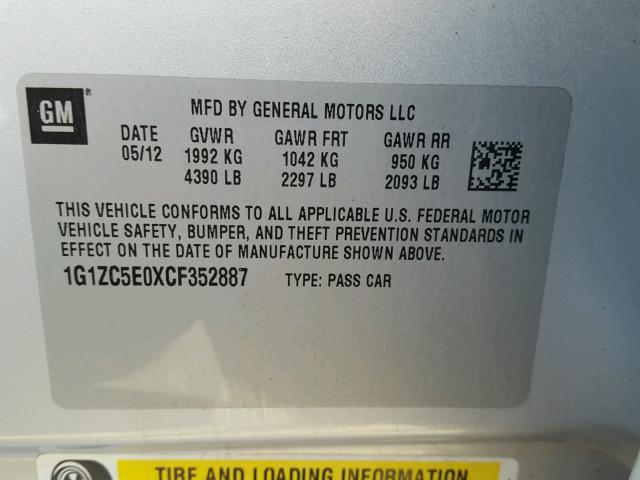 GM®
MFD BY GENERAL MOTORS LLC
DATE GVWR GAWR FRT GAWR RR
05/12 1992 KG 1042 KG 950 KG
4390 LB 2297 LB 2093 LB
THIS VEHICLE CONFORMS TO ALL APPLICABLE U.S. FEDERAL MOTOR
VEHICLE SAFETY, BUMPER, AND THEFT PREVENTION STANDARDS IN
EFFECT ON THE DATE OF MANUFACTURE SHOWN ABOVE.
1G1ZC5E0XCF352887 TYPE: PASS CAR
TIRE AND LOADING INFORMATION